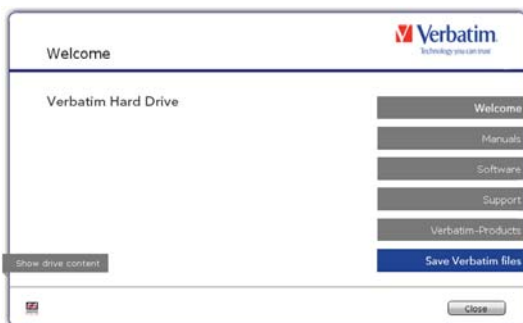 Welcome
Verbatim
Technology you can trust
Verbatim Hard Drive
Welcome
Manuals
Software
Support
Verbatim-Products
Save Verbatim files
Show drive content
Close